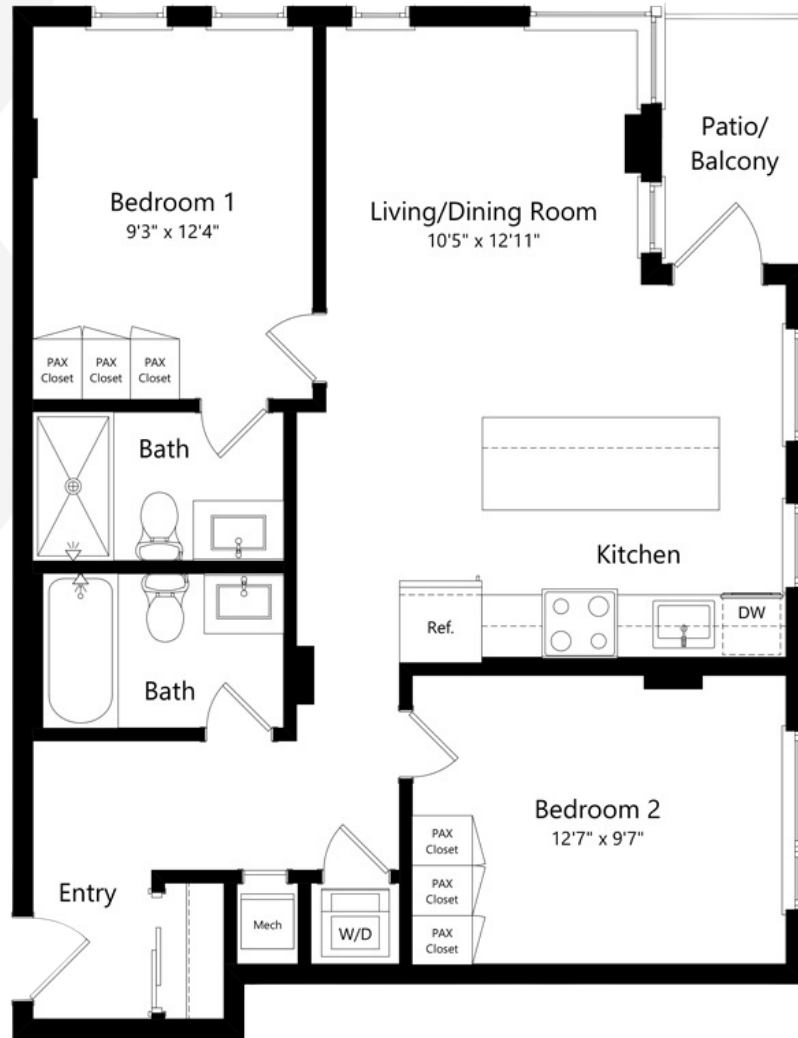 Patio/
Balcony
Bedroom 1
9'3" x 12'4"
Living/Dining Room
10'5" x 12'11"
PAX
Closet
PAX
Closet
PAX
Closet
Bath
Kitchen
Ref.
DW
Bath
Bedroom 2
12'7" x 9'7"
PAX
Closet
PAX
Closet
PAX
Closet
Entry
Mech
W/D